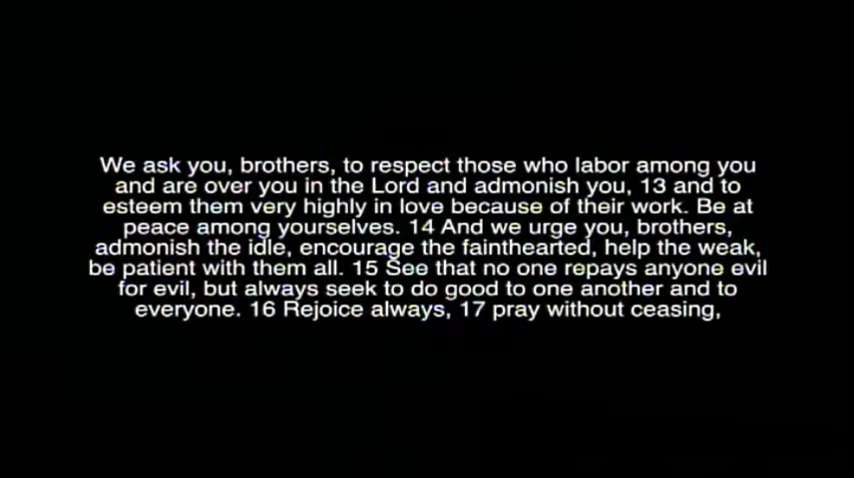 We ask you, brothers, to respect those who labor among you
and are over you in the Lord and admonish you, 13 and to
esteem them very highly in love because of their work. Be at
peace among yourselves. 14 And we urge you, brothers,
admonish the idle, encourage the fainthearted, help the weak,
be patient with them all. 15 See that no one repays anyone evil
for evil, but always seek to do good to one another and to
everyone. 16 Rejoice always, 17 pray without ceasing,